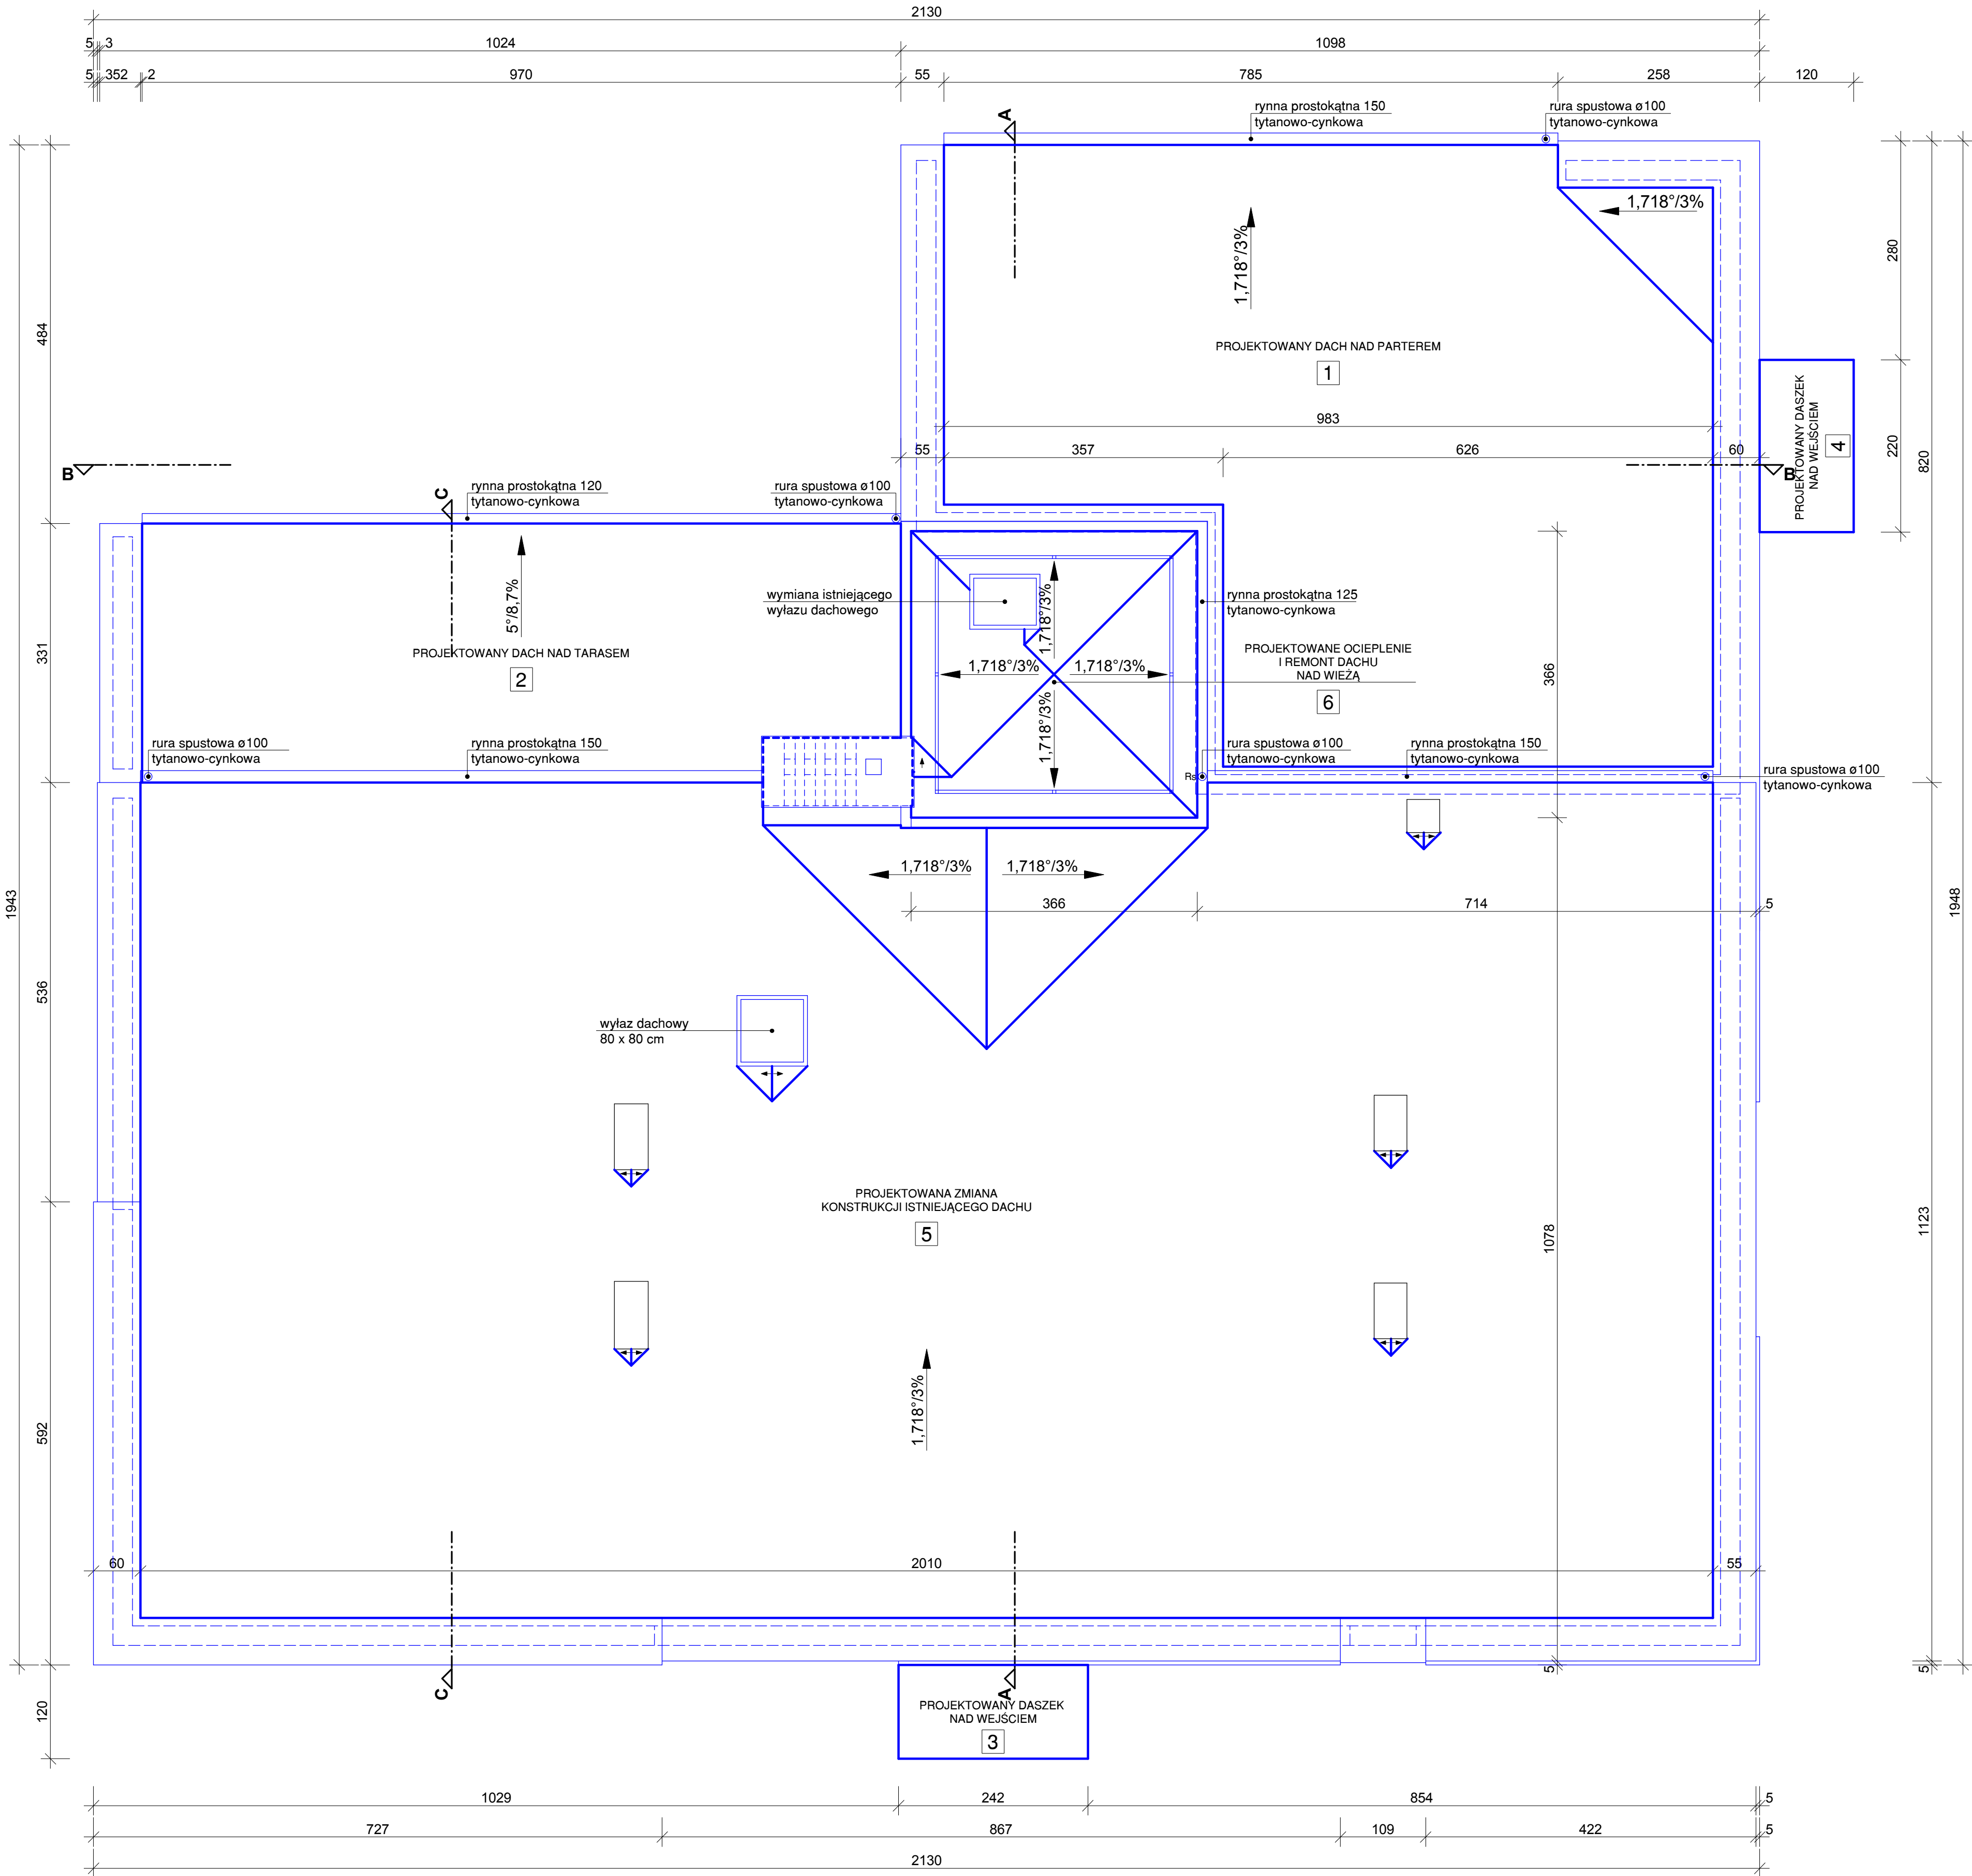 2130
5 3 1024 1098
5 352 2 970 55 785 258 120
A
rynna prostokątna 150
tytanowo-cynkowa
rura spustowa ø100
tytanowo-cynkowa
1,718°/3%
1,718°/3%
280
484
PROJEKTOWANY DACH NAD PARTEREM
1
983
55 357 626 60
PROJEKTOWANY DASZEK
NAD WEJŚCIEM
4
220
820
B
B
C
rynna prostokątna 120
tytanowo-cynkowa
rura spustowa ø100
tytanowo-cynkowa
5°/8,7%
wymiana istniejącego
wyłazu dachowego
1,718°/3%
rynna prostokątna 125
tytanowo-cynkowa
331
PROJEKTOWANY DACH NAD TARASEM
2
1,718°/3%
1,718°/3%
1,718°/3%
PROJEKTOWANE OCIEPLENIE
I REMONT DACHU
NAD WIEŻĄ
6
366
rura spustowa ø100
tytanowo-cynkowa
rynna prostokątna 150
tytanowo-cynkowa
Rs
rura spustowa ø100
tytanowo-cynkowa
rynna prostokątna 150
tytanowo-cynkowa
rura spustowa ø100
tytanowo-cynkowa
1,718°/3%
1,718°/3%
366 714 5
1943
1948
536
wyłaz dachowy
80 x 80 cm
PROJEKTOWANA ZMIANA
KONSTRUKCJI ISTNIEJĄCEGO DACHU
5
1078
1123
1,718°/3%
592
60 2010 55
5
5
C
A
120
PROJEKTOWANY DASZEK
NAD WEJŚCIEM
3
1029 242 854 5
727 867 109 422 5
2130